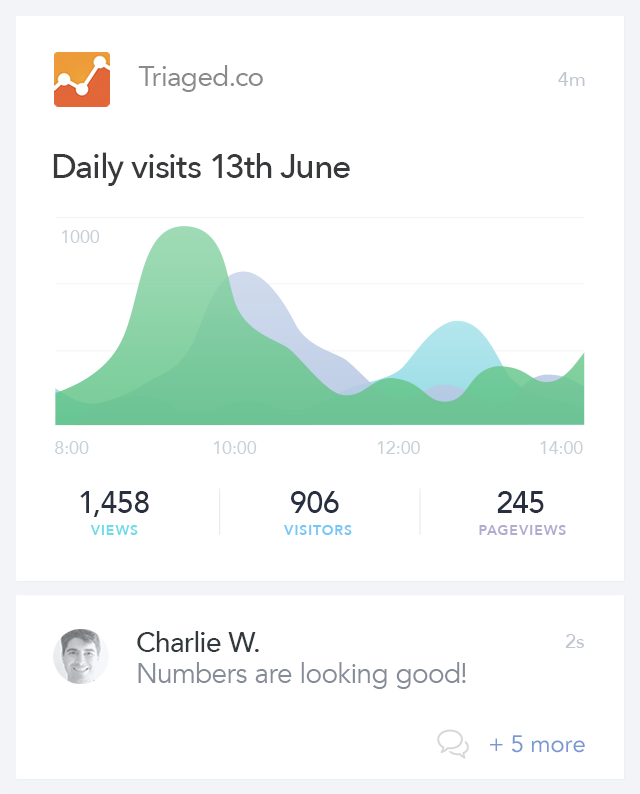 Triaged.co
4m
Daily visits 13th June
1000
8:00 10:00 12:00 14:00
1,458 906 245
VIEWS VISITORS PAGEVIEWS
Charlie W.
2s
Numbers are looking good!
+ 5 more